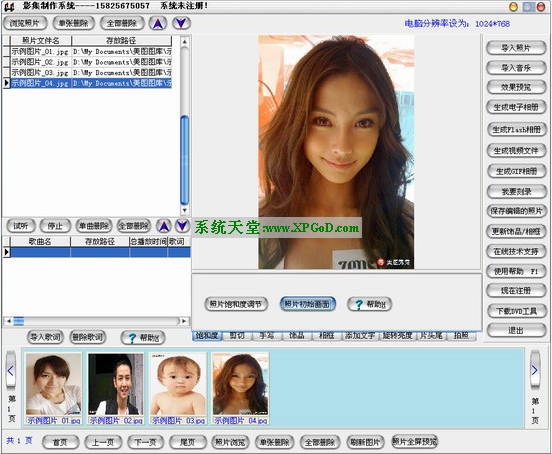 影集制作系统----15825675057 系统未注册!
浏览照片 单张删除 全部删除
电脑分辨率设为: 1024*768
照片文件名 存放路径
示例图片_01.jpg D:\My Documents\美图图库\示
示例图片_02.jpg D:\My Documents\美图图库\示
示例图片_03.jpg D:\My Documents\美图图库\示
示例图片_04.jpg D:\My Documents\美图图库\示
系统天堂:www.XPGoD.com
美图秀秀
试听 停止 单曲删除 全部删除
歌曲名 存放路径 总播放时间 歌词
导入歌词 删除歌词 ? 帮助H
照片饱和度调节 照片初始画面 ? 帮助H
饱和度 剪切 手写 饰品 相框 添加文字 旋转亮度 片头尾 拍照
导入照片
导入音乐
效果预览
生成电子相册
生成Flash相册
生成视频文件
生成GIF相册
我要刻录
保存编辑的照片
更新饰品/相框
在线技术支持
使用帮助 F1
现在注册
下载DVD工具
退出
第1页
示例图片_01.jpg 示例图片_02.jpg 示例图片_03.jpg 示例图片_04.jpg
第1页
共 1 页 首页 上一页 下一页 尾页 照片浏览 单张删除 全部删除 刷新图片 照片全屏预览